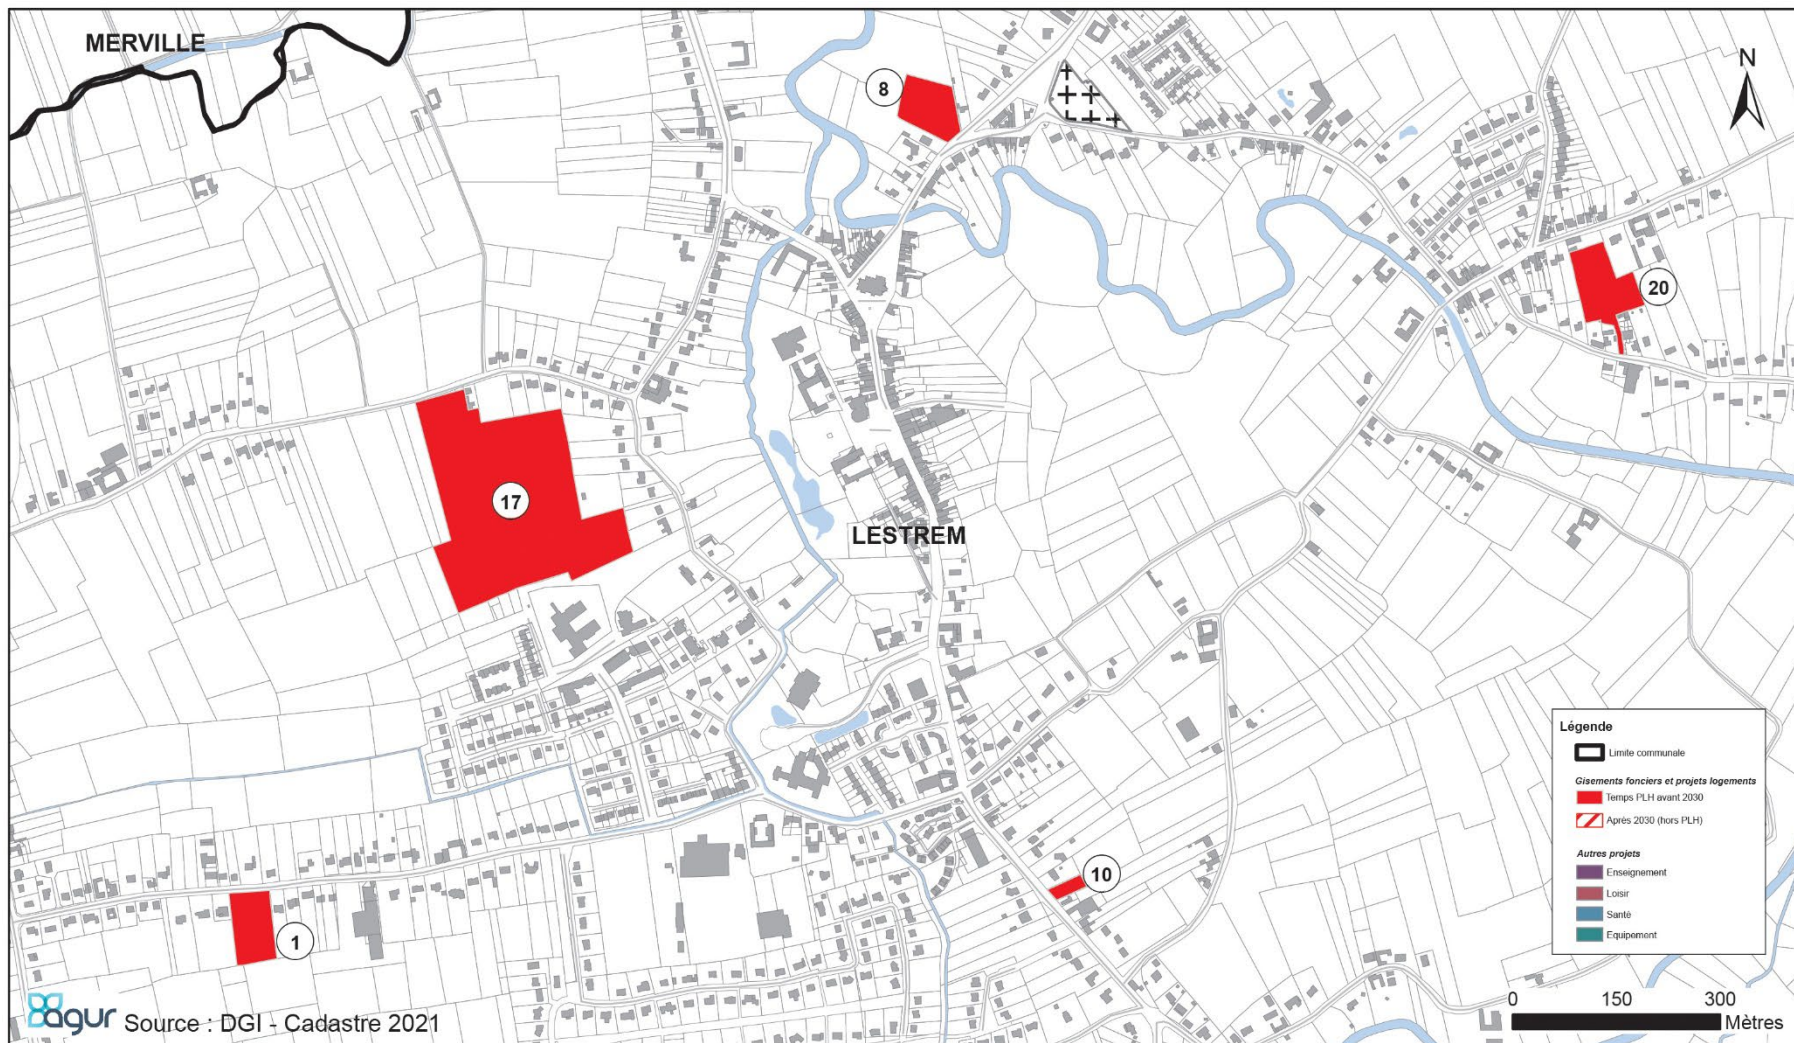 MERVILLE
N
8
20
17
LESTREM
10
1
Légende
Limite communale
Gisements fonciers et projets logements
Temps PLH avant 2030
Après 2030 (hors PLH)
Autres projets
Enseignement
Loisir
Santé
Equipement
0 150 300
Mètres
agur Source : DGI - Cadastre 2021